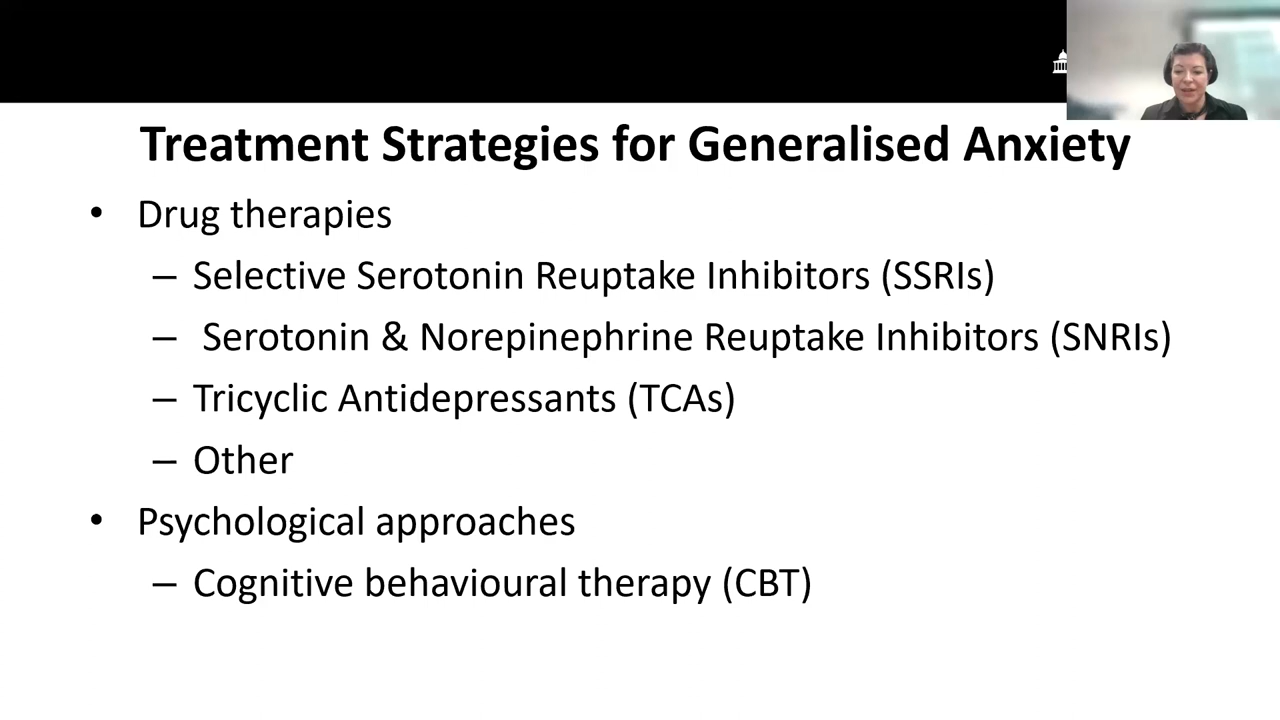 Treatment Strategies for Generalised Anxiety
• Drug therapies
– Selective Serotonin Reuptake Inhibitors (SSRIs)
– Serotonin & Norepinephrine Reuptake Inhibitors (SNRIs)
– Tricyclic Antidepressants (TCAs)
– Other
• Psychological approaches
– Cognitive behavioural therapy (CBT)